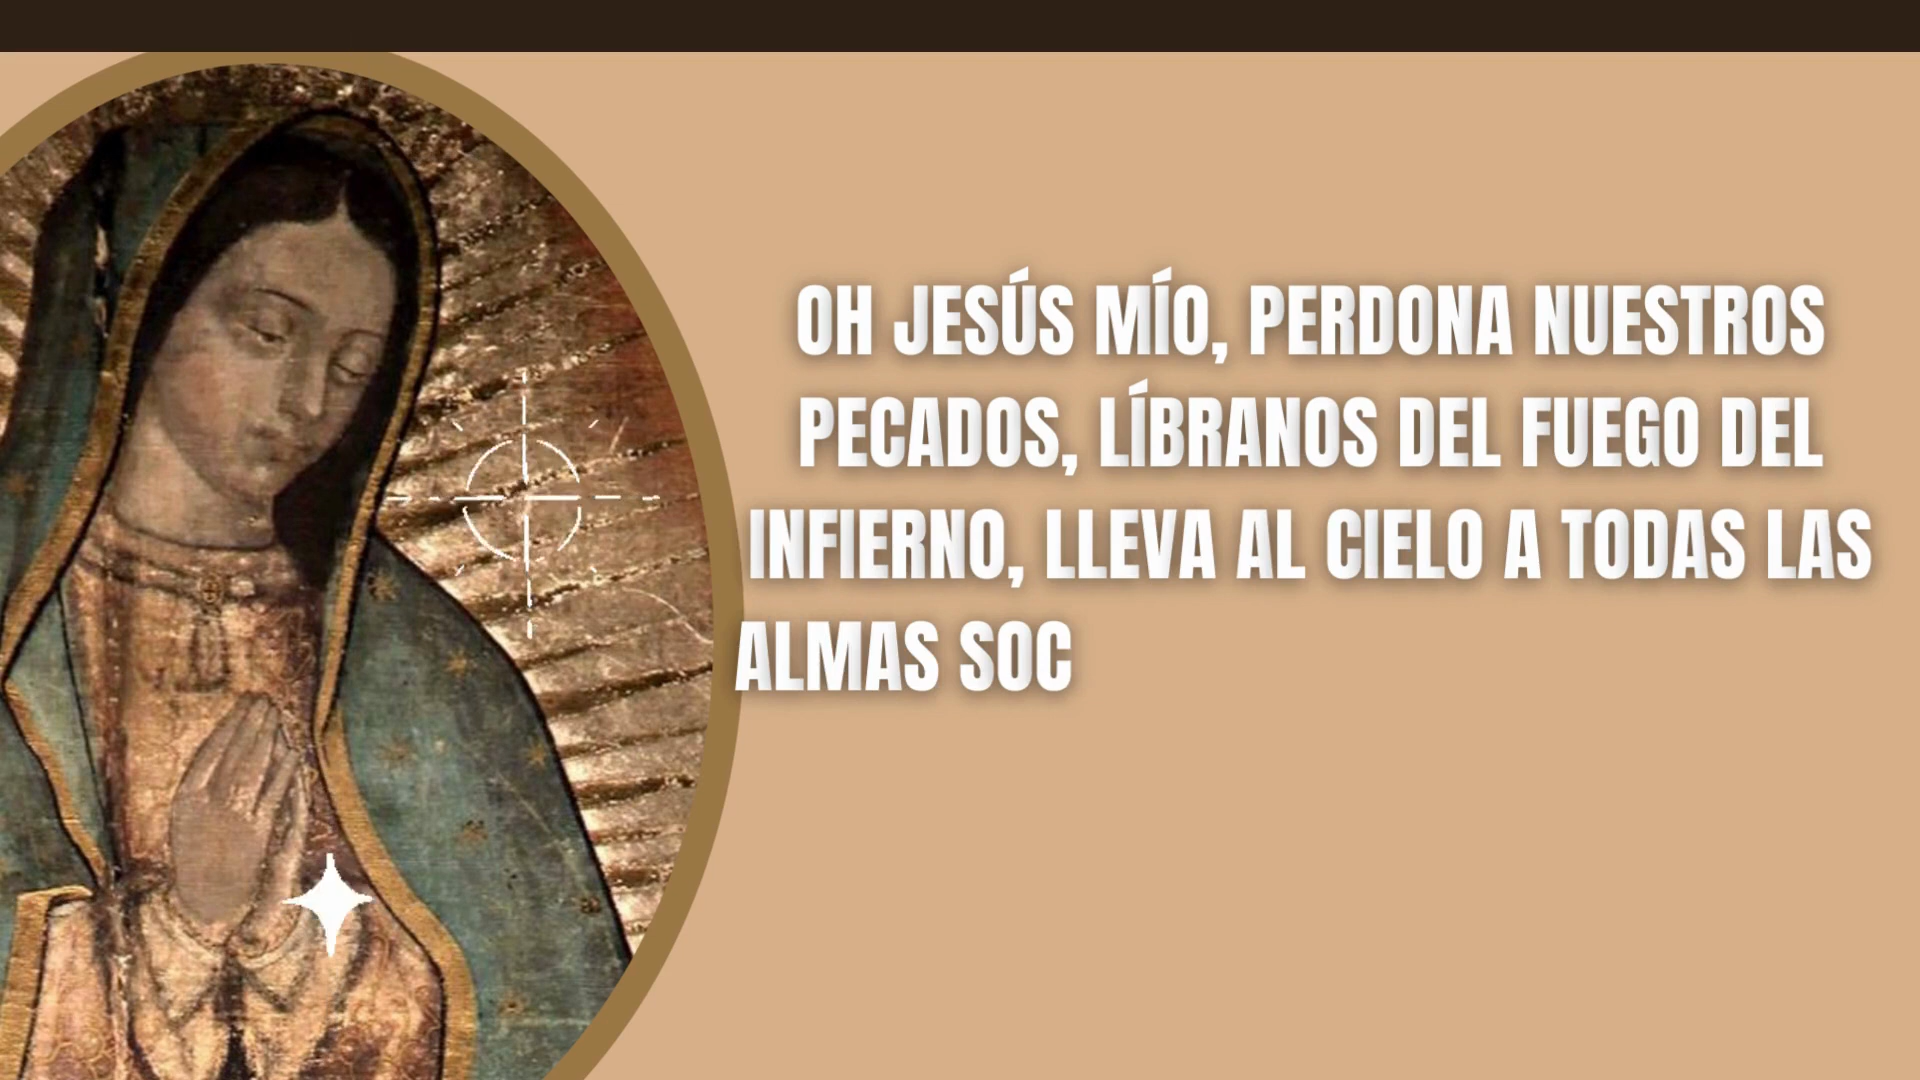 OH JESÚS MÍO, PERDONA NUESTROS
PECADOS, LÍBRANOS DEL FUEGO DEL
INFIERNO, LLEVA AL CIELO A TODAS LAS
ALMAS SOC